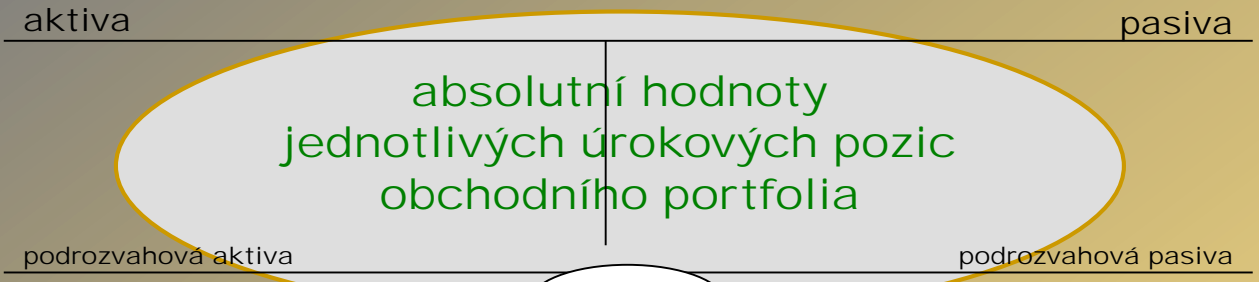 aktiva
pasiva
absolutní hodnoty
jednotlivých úrokových pozic
obchodního portfolia
podrozvahová aktiva
podrozvahová pasiva